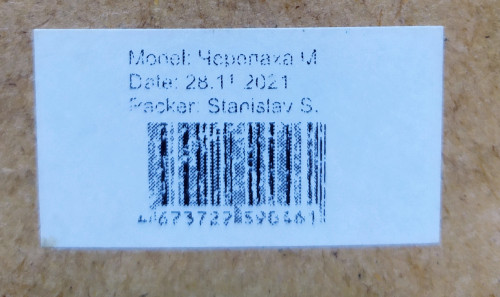 Model: Черепаха М
Date: 28.11.2021
Packer: Stanislav S.
4673727590461